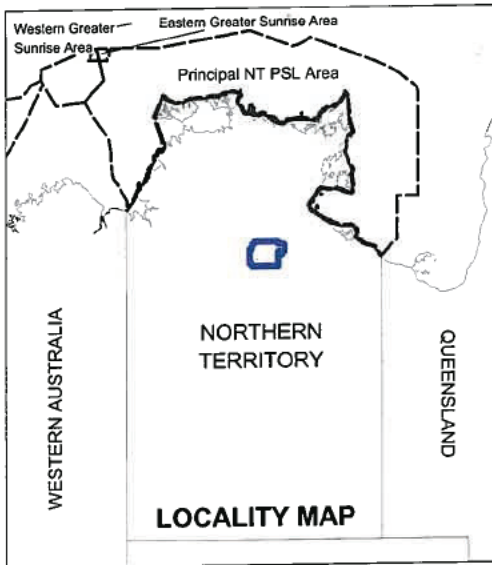 Western Greater
Sunrise Area
Eastern Greater Sunrise Area
Principal NT PSL Area
NORTHERN
TERRITORY
WESTERN AUSTRALIA
QUEENSLAND
LOCALITY MAP